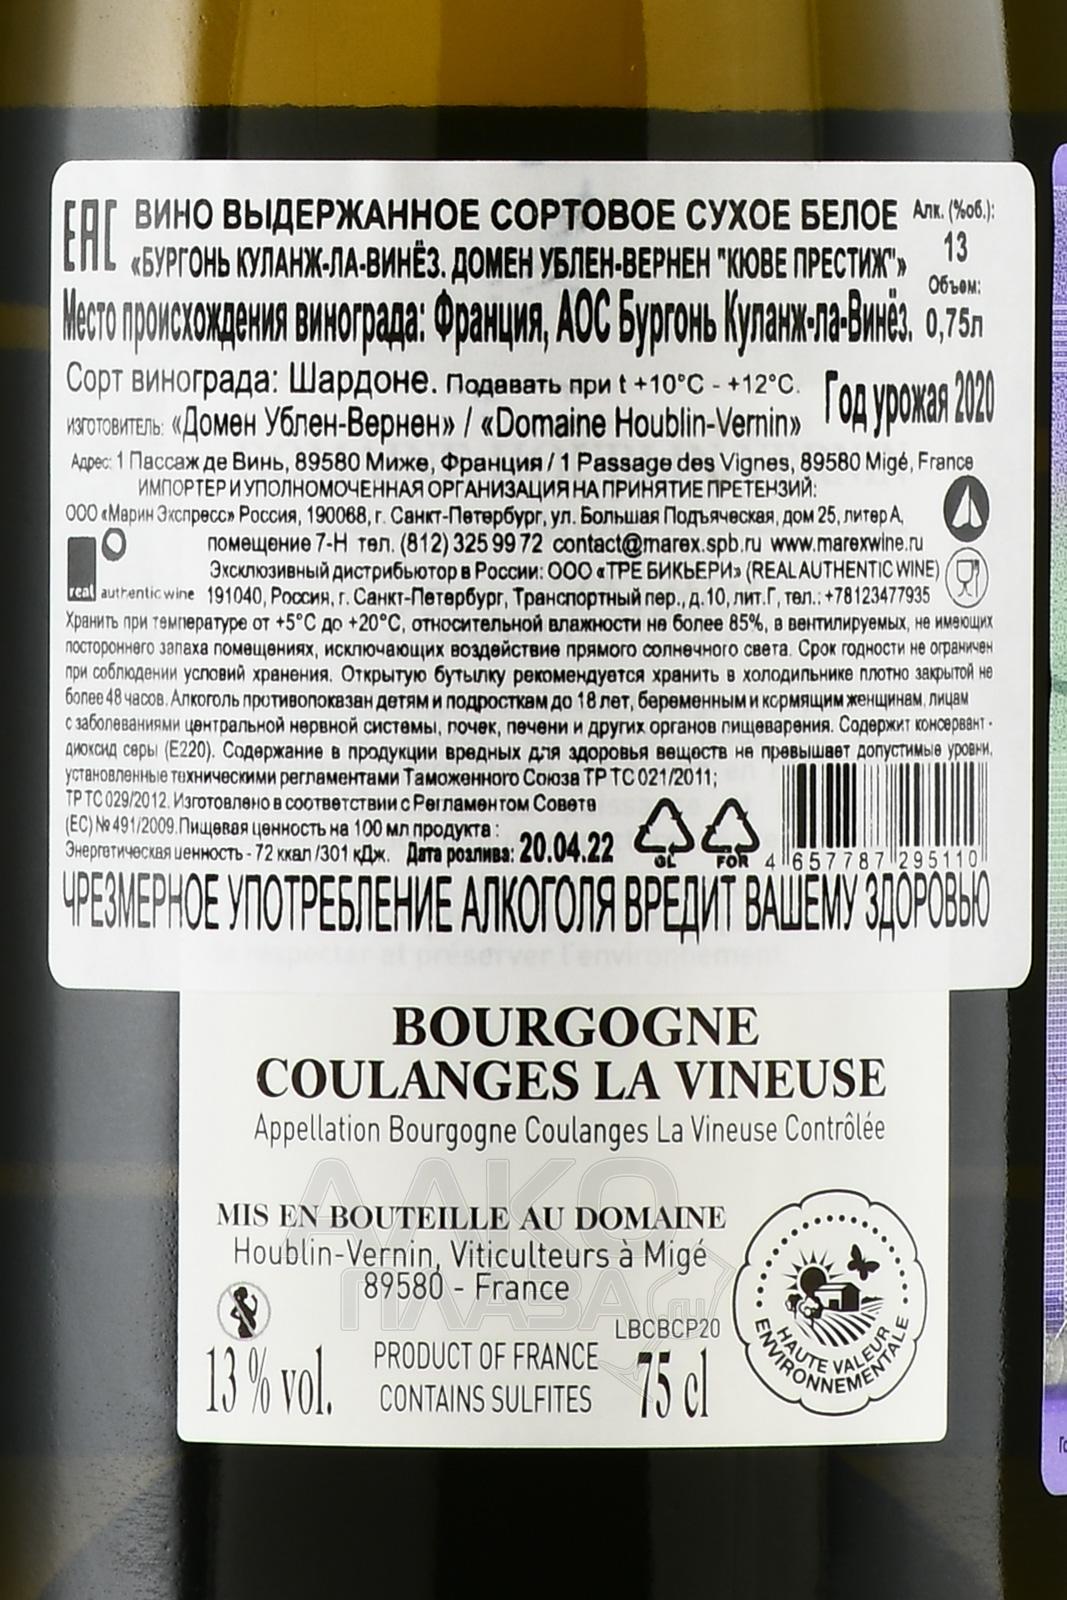 EAC ВИНО ВЫДЕРЖАННОЕ СОРТОВОЕ СУХОЕ БЕЛОЕ
«БУРГОНЬ КУЛАНЖ-ЛА-ВИНЁЗ. ДОМЕН УБЛЕН-ВЕРНЕН "КЮВЕ ПРЕСТИЖ"»
Алк. (%об.):
13
Объем:
0,75л
Место происхождения винограда: Франция, АОС Бургонь Куланж-ла-Винёз.
Сорт винограда: Шардоне. Подавать при t +10°C - +12°C.
Год урожая 2020
ИЗГОТОВИТЕЛЬ: «Домен Ублен-Вернен» / «Domaine Houblin-Vernin»
Адрес: 1 Пассаж де Винь, 89580 Миже, Франция / 1 Passage des Vignes, 89580 Migé, France
ИМПОРТЕР И УПОЛНОМОЧЕННАЯ ОРГАНИЗАЦИЯ НА ПРИНЯТИЕ ПРЕТЕНЗИЙ:
ООО «Марин Экспресс» Россия, 190068, г. Санкт-Петербург, ул. Большая Подъяческая, дом 25, литер А,
помещение 7-Н тел. (812) 325 99 72 contact@marex.spb.ru www.marexwine.ru
Эксклюзивный дистрибьютор в России: ООО «ТРЕ БИКЬЕРИ» (REAL AUTHENTIC WINE)
real authentic wine 191040, Россия, г. Санкт-Петербург, Транспортный пер., д. 10, лит.Г, тел.: +78123477935
Хранить при температуре от +5°C до +20°C, относительной влажности не более 85%, в вентилируемых, не имеющих
постороннего запаха помещениях, исключающих воздействие прямого солнечного света. Срок годности не ограничен
при соблюдении условий хранения. Открытую бутылку рекомендуется хранить в холодильнике плотно закрытой не
более 48 часов. Алкоголь противопоказан детям и подросткам до 18 лет, беременным и кормящим женщинам, лицам
с заболеваниями центральной нервной системы, почек, печени и других органов пищеварения. Содержит консервант -
диоксид серы (Е220). Содержание в продукции вредных для здоровья веществ не превышает допустимые уровни,
установленные техническими регламентами Таможенного Союза ТР ТС 021/2011;
ТР ТС 029/2012. Изготовлено в соответствии с Регламентом Совета
(ЕС) № 491/2009. Пищевая ценность на 100 мл продукта :
Энергетическая ценность - 72 ккал /301 кДж. Дата розлива: 20.04.22
GL FOR 4 657787 295110
ЧРЕЗМЕРНОЕ УПОТРЕБЛЕНИЕ АЛКОГОЛЯ ВРЕДИТ ВАШЕМУ ЗДОРОВЬЮ
respecter et préserver l'environnement.
BOURGOGNE
COULANGES LA VINEUSE
Appellation Bourgogne Coulanges La Vineuse Contrôlée
АЛКО
ПЛАЗА.ru
MIS EN BOUTEILLE AU DOMAINE
Houblin-Vernin, Viticulteurs à Migé
89580 - France
LBCBCP20
13 % vol.
PRODUCT OF FRANCE
CONTAINS SULFITES
75 cl
HAUTE VALEUR
ENVIRONNEMENTALE